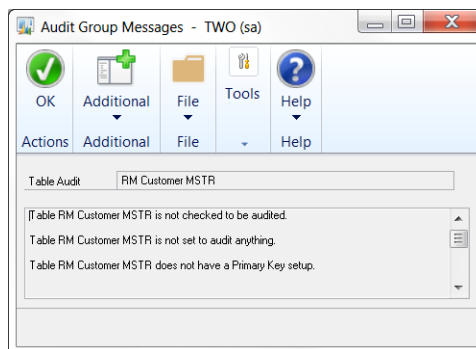 Audit Group Messages - TWO (sa)
OK Additional File Tools Help
Actions Additional File Help
Table Audit RM Customer MSTR
Table RM Customer MSTR is not checked to be audited.
Table RM Customer MSTR is not set to audit anything.
Table RM Customer MSTR does not have a Primary Key setup.